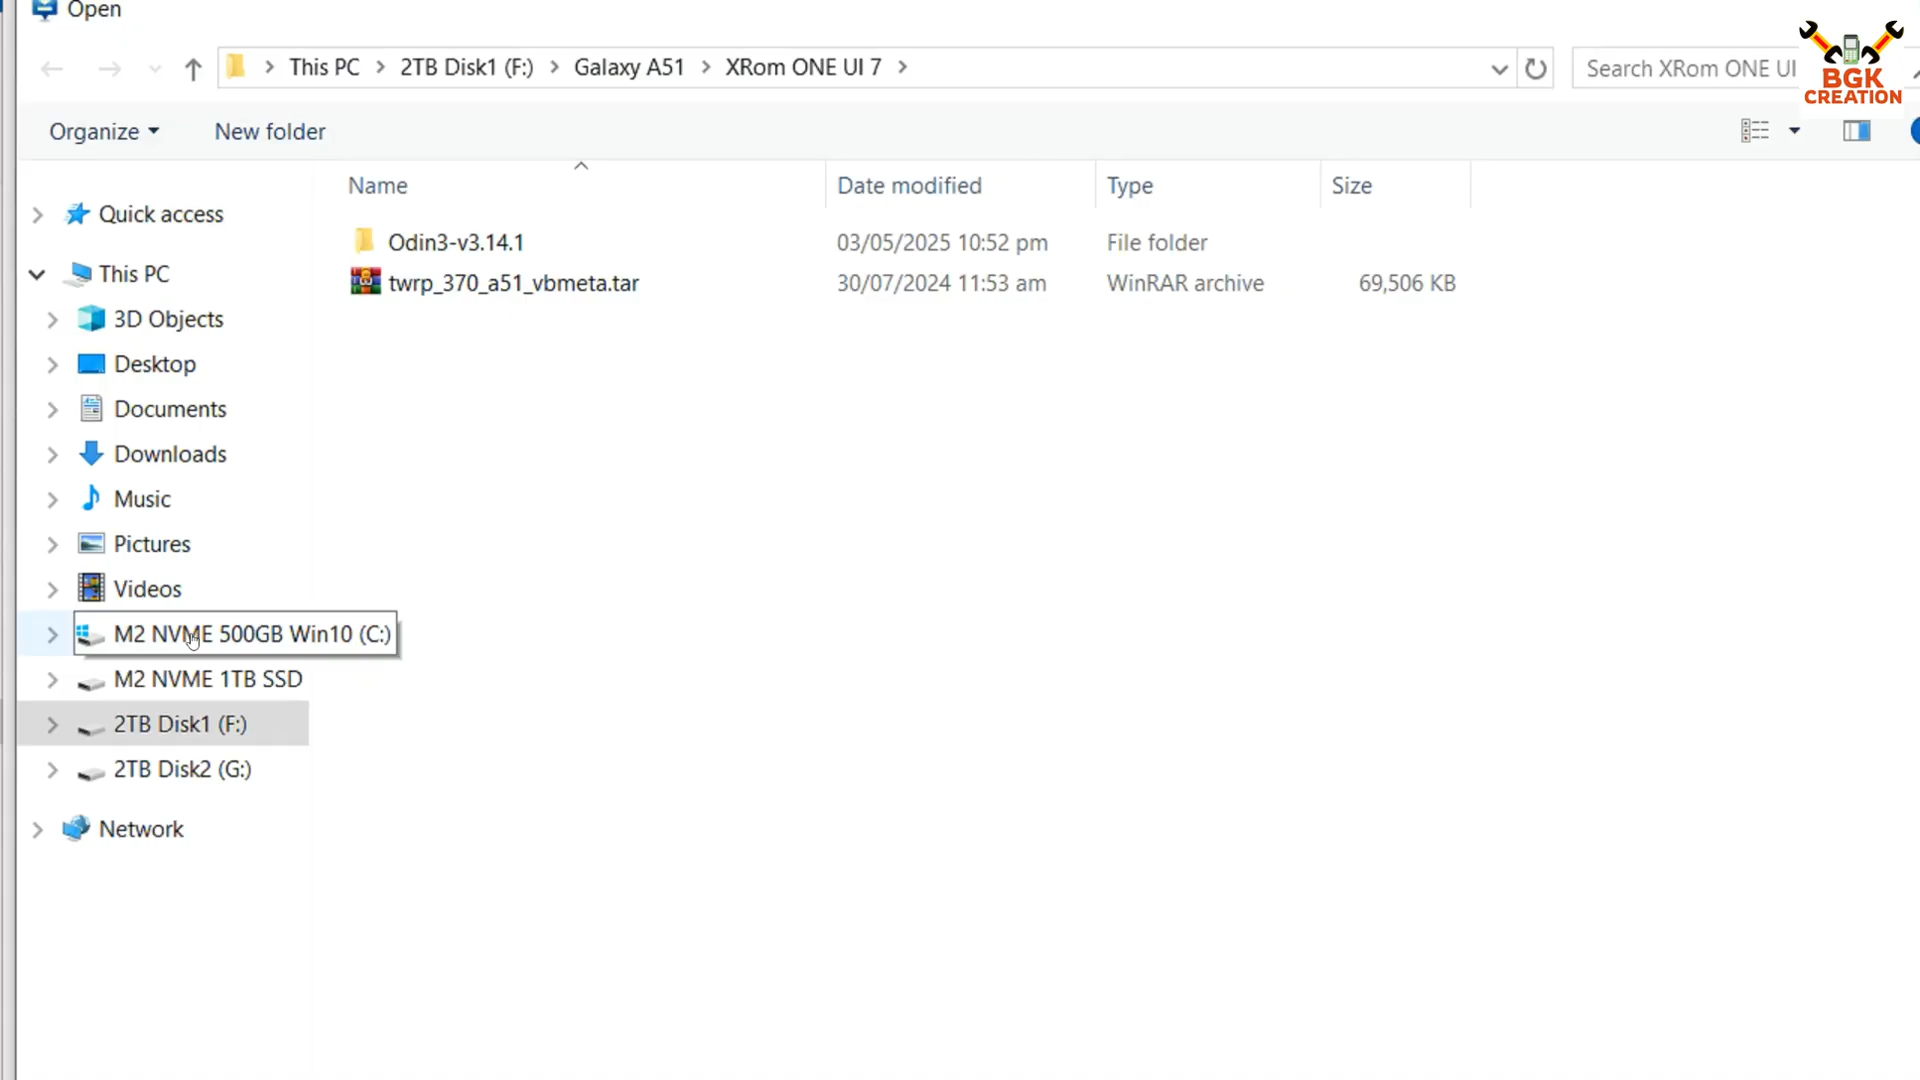 Open
This PC > 2TB Disk1 (F:) > Galaxy A51 > XRom ONE UI 7 >
Search XRom ONE UI
BGK
CREATION
Organize
New folder
Name
Date modified
Type
Size
Odin3-v3.14.1
03/05/2025 10:52 pm
File folder
twrp_370_a51_vbmeta.tar
30/07/2024 11:53 am
WinRAR archive
69,506 KB
Quick access
This PC
3D Objects
Desktop
Documents
Downloads
Music
Pictures
Videos
M2 NVME 500GB Win10 (C:)
M2 NVME 1TB SSD
2TB Disk1 (F:)
2TB Disk2 (G:)
Network